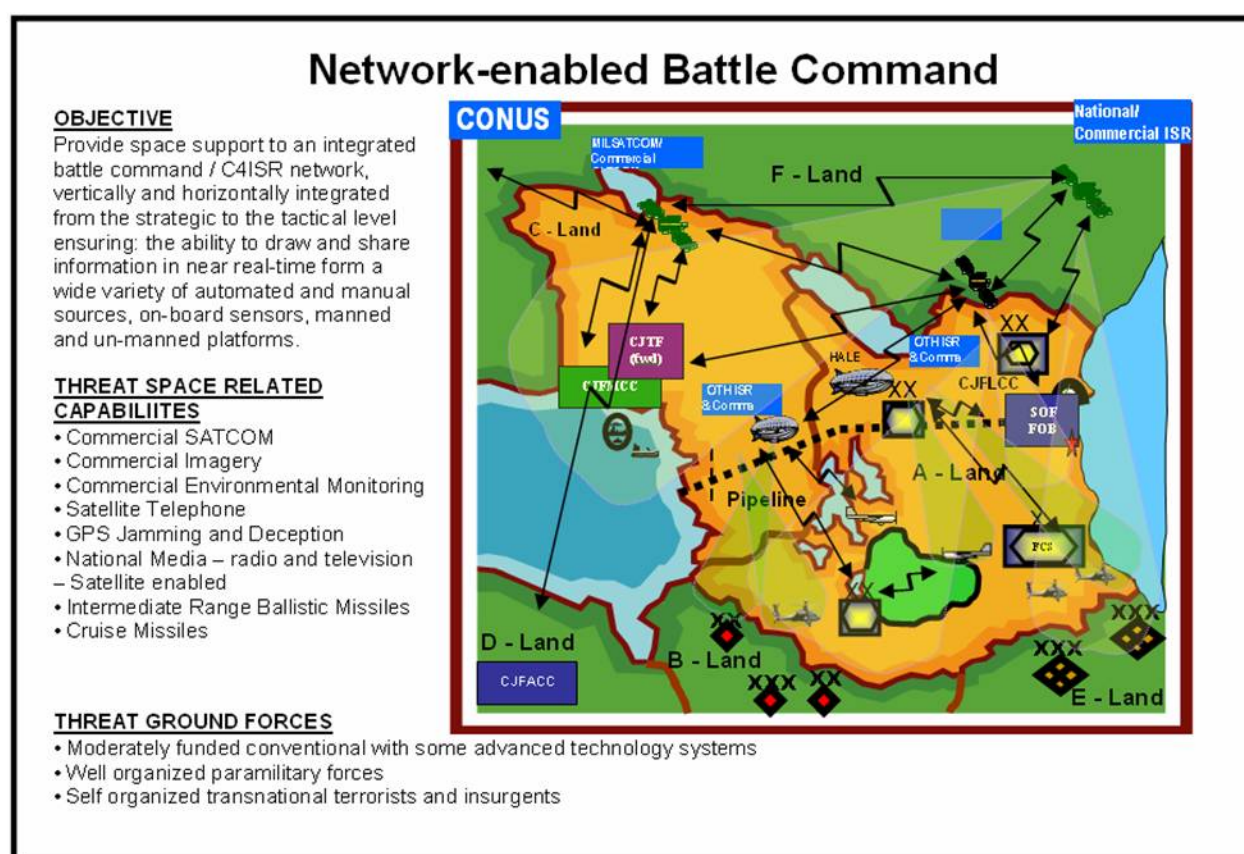 Network-enabled Battle Command
OBJECTIVE
Provide space support to an integrated
battle command / C4ISR network,
vertically and horizontally integrated
from the strategic to the tactical level
ensuring: the ability to draw and share
information in near real-time form a
wide variety of automated and manual
sources, on-board sensors, manned
and un-manned platforms.
THREAT SPACE RELATED
CAPABILIITES
• Commercial SATCOM
• Commercial Imagery
• Commercial Environmental Monitoring
• Satellite Telephone
• GPS Jamming and Deception
• National Media – radio and television
– Satellite enabled
• Intermediate Range Ballistic Missiles
• Cruise Missiles
THREAT GROUND FORCES
• Moderately funded conventional with some advanced technology systems
• Well organized paramilitary forces
• Self organized transnational terrorists and insurgents
CONUS
National/
Commercial ISR
MILSATCOM/
Commercial
F - Land
C - Land
CJTF
(fwd)
CJFMCC
HALE
OTH ISR
& Comma
OTH ISR
& Comma
XX
XX
CJFLCC
SOF
FOB
A - Land
Pipeline
X
FCS
XX
XX
XXX
XX
XXX
XXX
D - Land
B - Land
E - Land
CJFACC